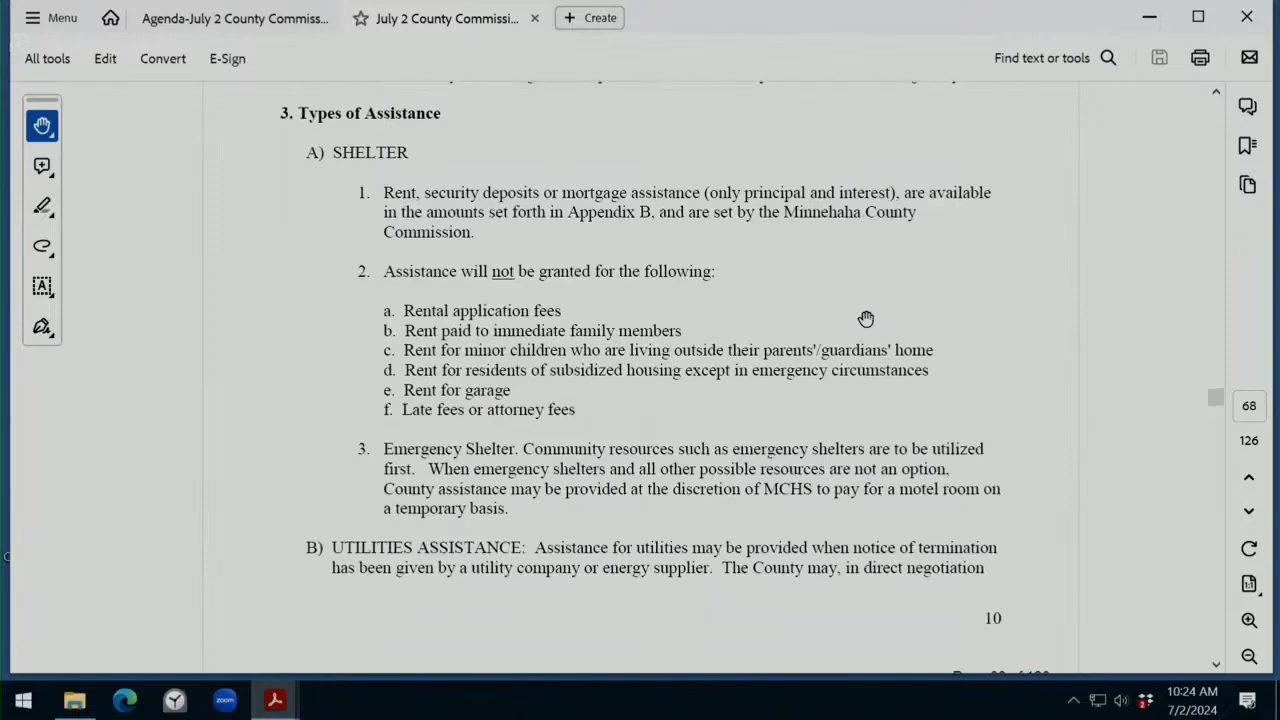 Menu
Agenda-July 2 County Commiss...
July 2 County Commissi...
Create
All tools
Edit
Convert
E-Sign
Find text or tools
3. Types of Assistance
A) SHELTER
1. Rent, security deposits or mortgage assistance (only principal and interest), are available
in the amounts set forth in Appendix B, and are set by the Minnehaha County
Commission.
2. Assistance will not be granted for the following:
a. Rental application fees
b. Rent paid to immediate family members
c. Rent for minor children who are living outside their parents'/guardians' home
d. Rent for residents of subsidized housing except in emergency circumstances
e. Rent for garage
f. Late fees or attorney fees
3. Emergency Shelter. Community resources such as emergency shelters are to be utilized
first. When emergency shelters and all other possible resources are not an option,
County assistance may be provided at the discretion of MCHS to pay for a motel room on
a temporary basis.
B) UTILITIES ASSISTANCE: Assistance for utilities may be provided when notice of termination
has been given by a utility company or energy supplier. The County may, in direct negotiation
10
68
126
1:1
zoom
2
10:24 AM
7/2/2024